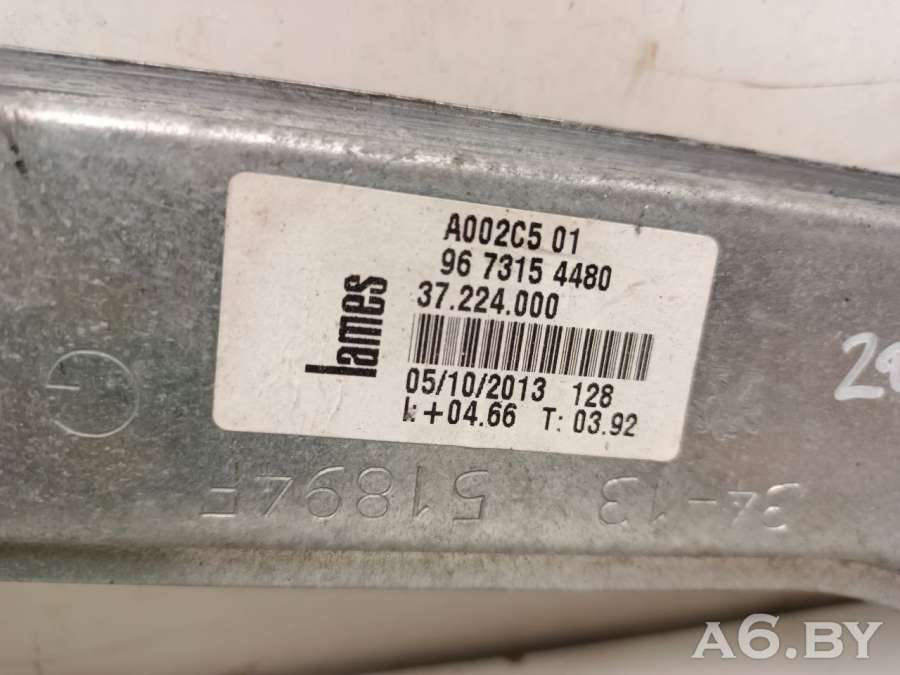 A002C5 01
96 7315 4480
37.224.000
lames
05/10/2013 128
I:+04.66 T: 03.92
G
34-13 51894F
A6.BY